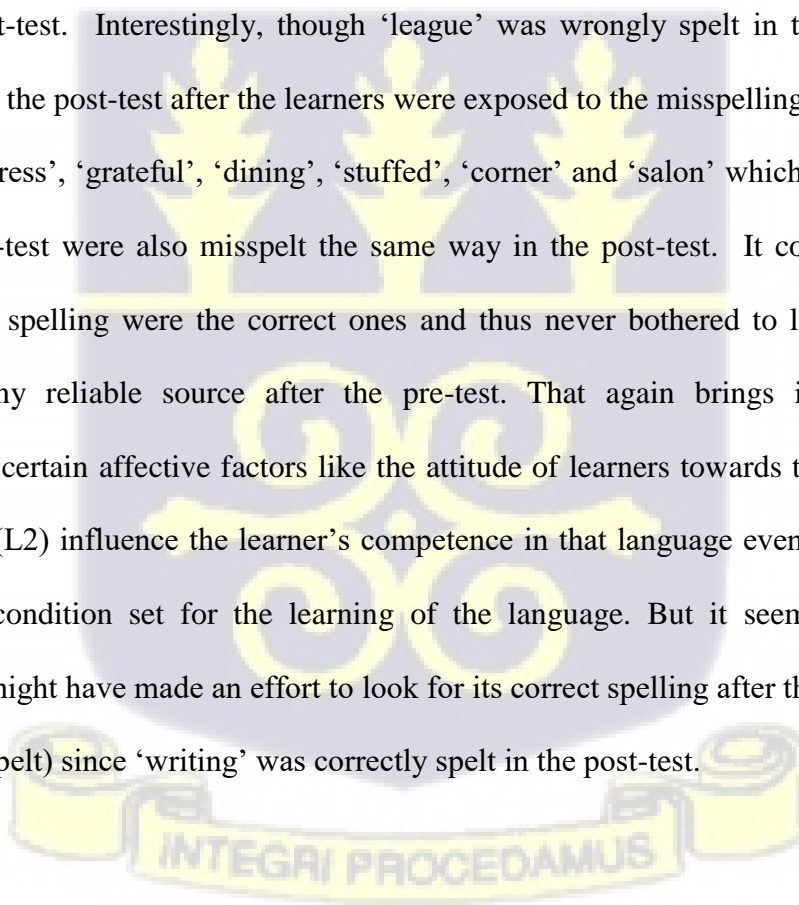 t-test. Interestingly, though ‘league’ was wrongly spelt in t
the post-test after the learners were exposed to the misspelling
ress’, ‘grateful’, ‘dining’, ‘stuffed’, ‘corner’ and ‘salon’ which
-test were also misspelt the same way in the post-test. It co
spelling were the correct ones and thus never bothered to l
ny reliable source after the pre-test. That again brings i
certain affective factors like the attitude of learners towards t
(L2) influence the learner’s competence in that language even
condition set for the learning of the language. But it seem
night have made an effort to look for its correct spelling after th
pelt) since ‘writing’ was correctly spelt in the post-test.
INTEGRI PROCEDAMUS